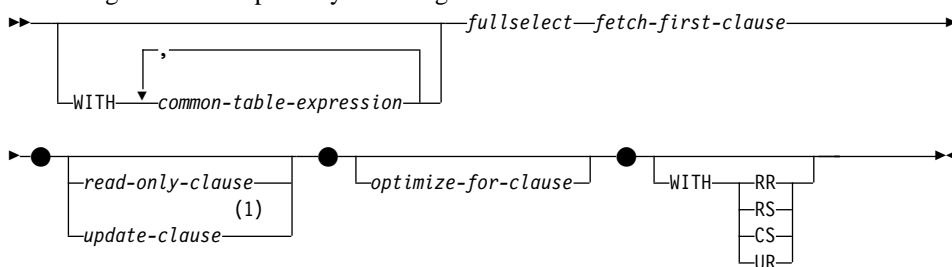 fullselect fetch-first-clause
,
WITH common-table-expression
read-only-clause optimize-for-clause WITH RR
(1) RS
update-clause CS
UR